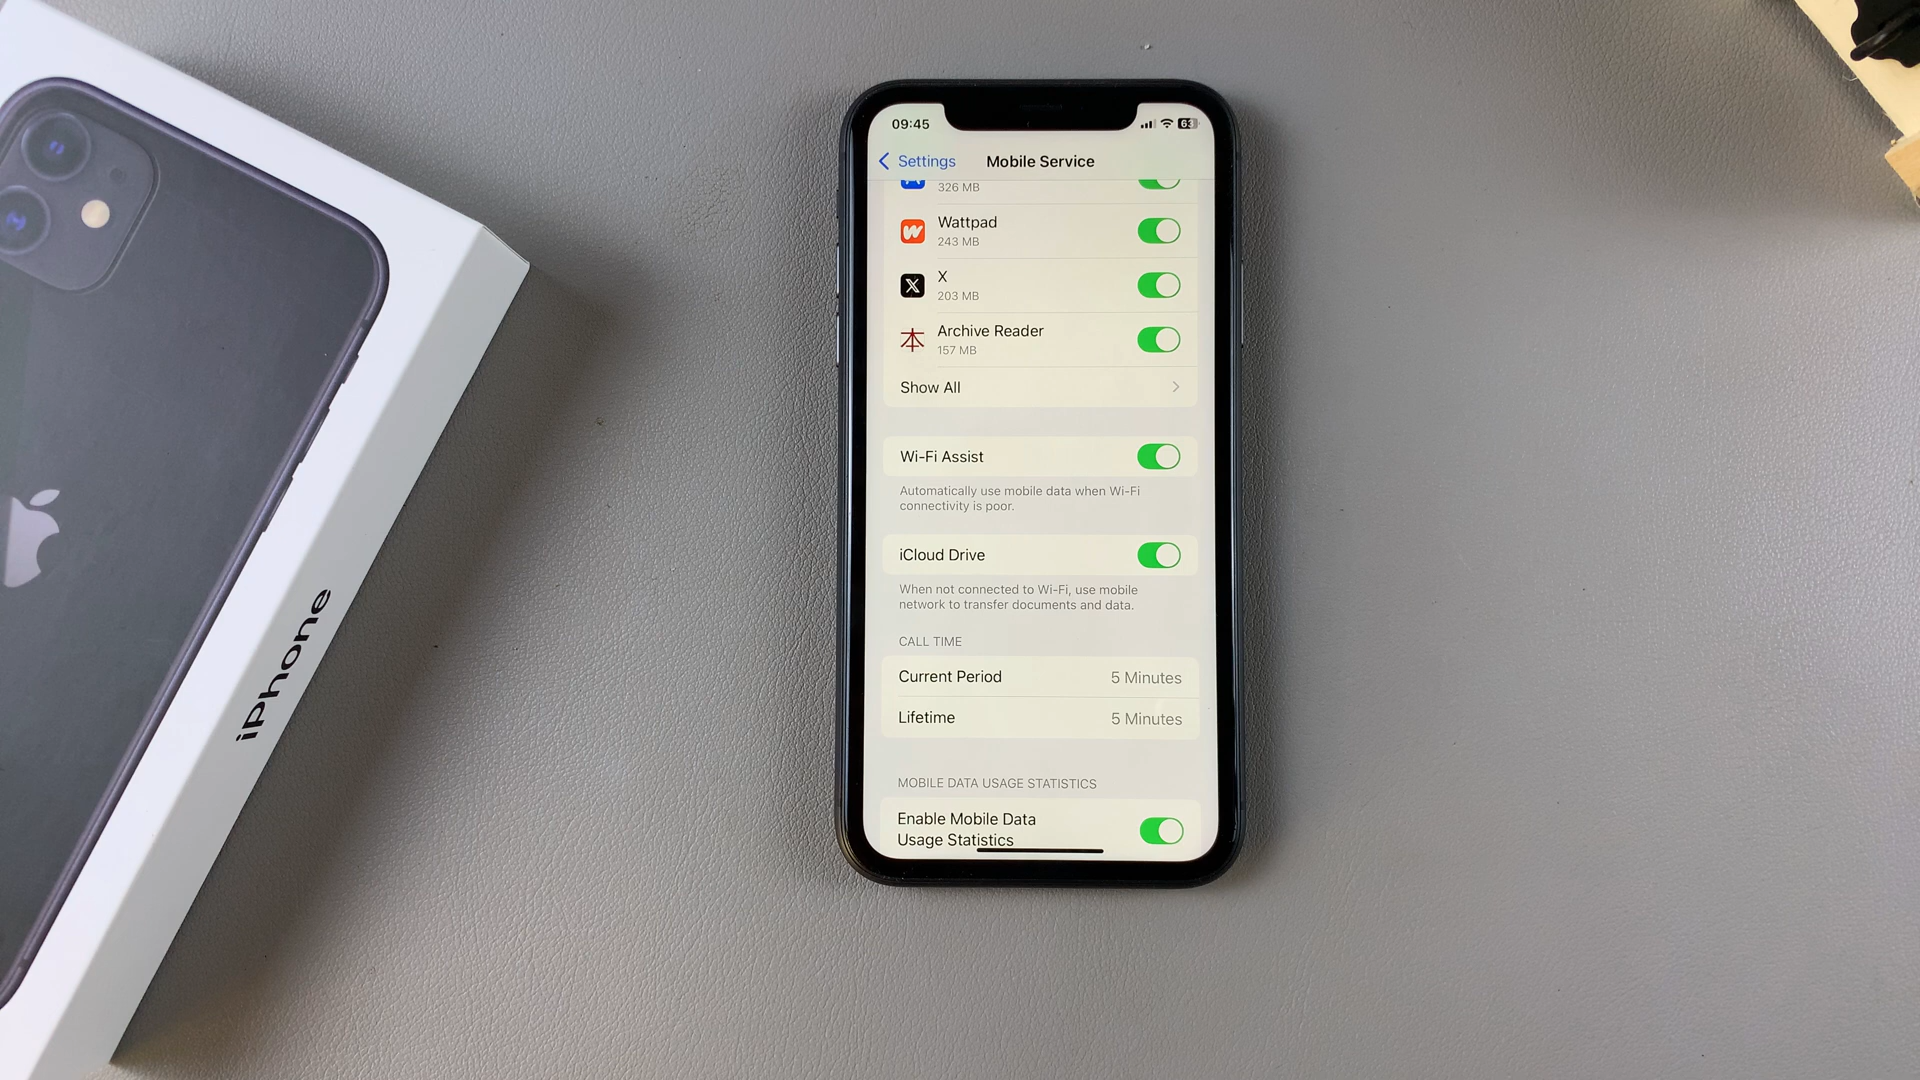 09:45
63
Settings
Mobile Service
326 MB
Wattpad
243 MB
X
203 MB
本
Archive Reader
157 MB
Show All
Wi-Fi Assist
Automatically use mobile data when Wi-Fi
connectivity is poor.
iCloud Drive
When not connected to Wi-Fi, use mobile
network to transfer documents and data.
CALL TIME
Current Period
5 Minutes
Lifetime
5 Minutes
MOBILE DATA USAGE STATISTICS
Enable Mobile Data
Usage Statistics
iPhone